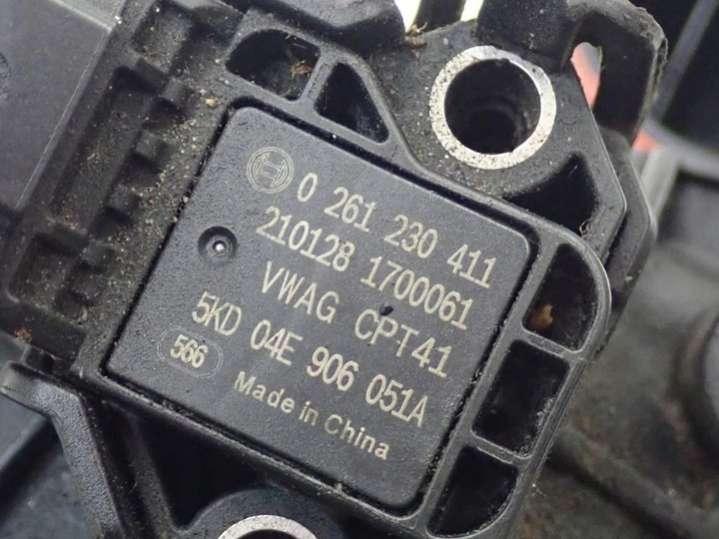 0 261 230 411
210128 1700061
VWAG CPT41
5KD 04E 906 051A
566
Made in China